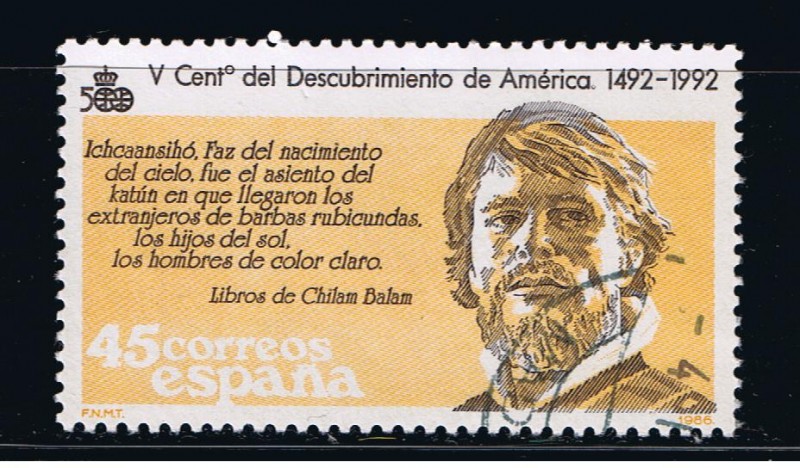 V Centº del Descubrimiento de América. 1492-1992
500
Ichcaansihó, Faz del nacimiento
del cielo, fue el asiento del
katún en que llegaron los
extranjeros de barbas rubicundas,
los hijos del sol,
los hombres de color claro.
Libros de Chilam Balam
45 correos
españa
F.N.M.T.
1986.